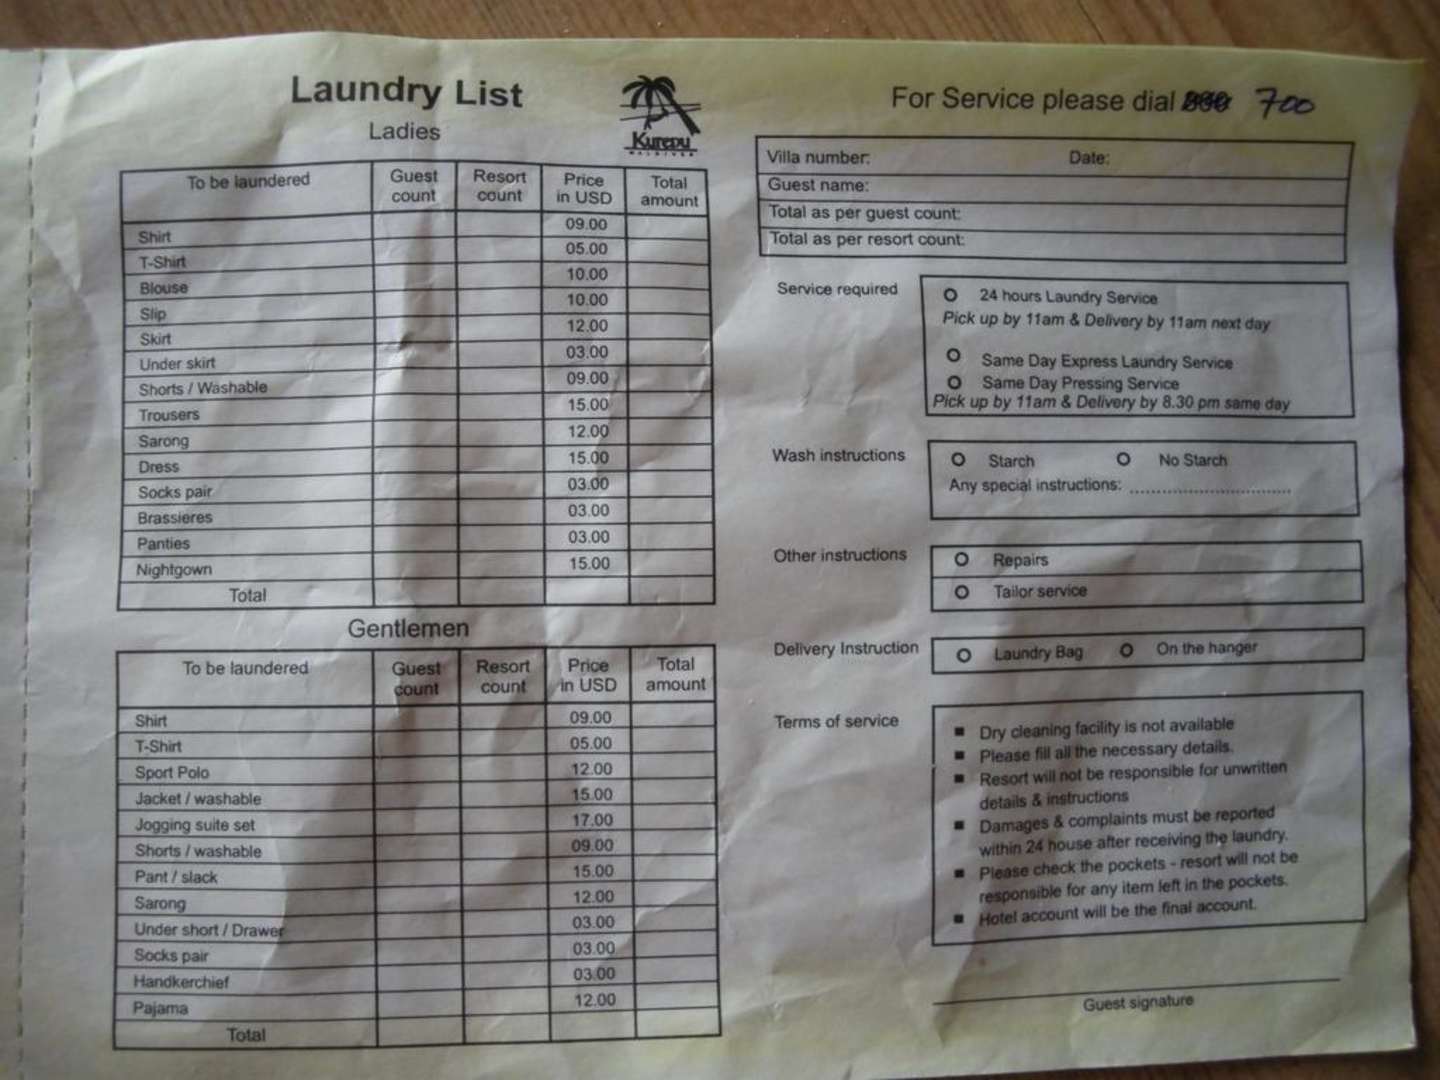 Laundry List
Ladies
Kuredu
MALDIVES
To be laundered Guest count Resort count Price in USD Total amount
Shirt 09.00
T-Shirt 05.00
Blouse 10.00
Slip 10.00
Skirt 12.00
Under skirt 03.00
Shorts / Washable 09.00
Trousers 15.00
Sarong 12.00
Dress 15.00
Socks pair 03.00
Brassieres 03.00
Panties 03.00
Nightgown 15.00
Total
Gentlemen
To be laundered Guest count Resort count Price in USD Total amount
Shirt 09.00
T-Shirt 05.00
Sport Polo 12.00
Jacket / washable 15.00
Jogging suite set 17.00
Shorts / washable 09.00
Pant / slack 15.00
Sarong 12.00
Under short / Drawer 03.00
Socks pair 03.00
Handkerchief 03.00
Pajama 12.00
Total
For Service please dial 700
Villa number: Date:
Guest name:
Total as per guest count:
Total as per resort count:
Service required
24 hours Laundry Service
Pick up by 11am & Delivery by 11am next day
Same Day Express Laundry Service
Same Day Pressing Service
Pick up by 11am & Delivery by 8.30 pm same day
Wash instructions
Starch No Starch
Any special instructions: ................................
Other instructions
Repairs
Tailor service
Delivery Instruction
Laundry Bag On the hanger
Terms of service
Dry cleaning facility is not available
Please fill all the necessary details.
Resort will not be responsible for unwritten
details & instructions
Damages & complaints must be reported
within 24 house after receiving the laundry.
Please check the pockets - resort will not be
responsible for any item left in the pockets.
Hotel account will be the final account.
Guest signature